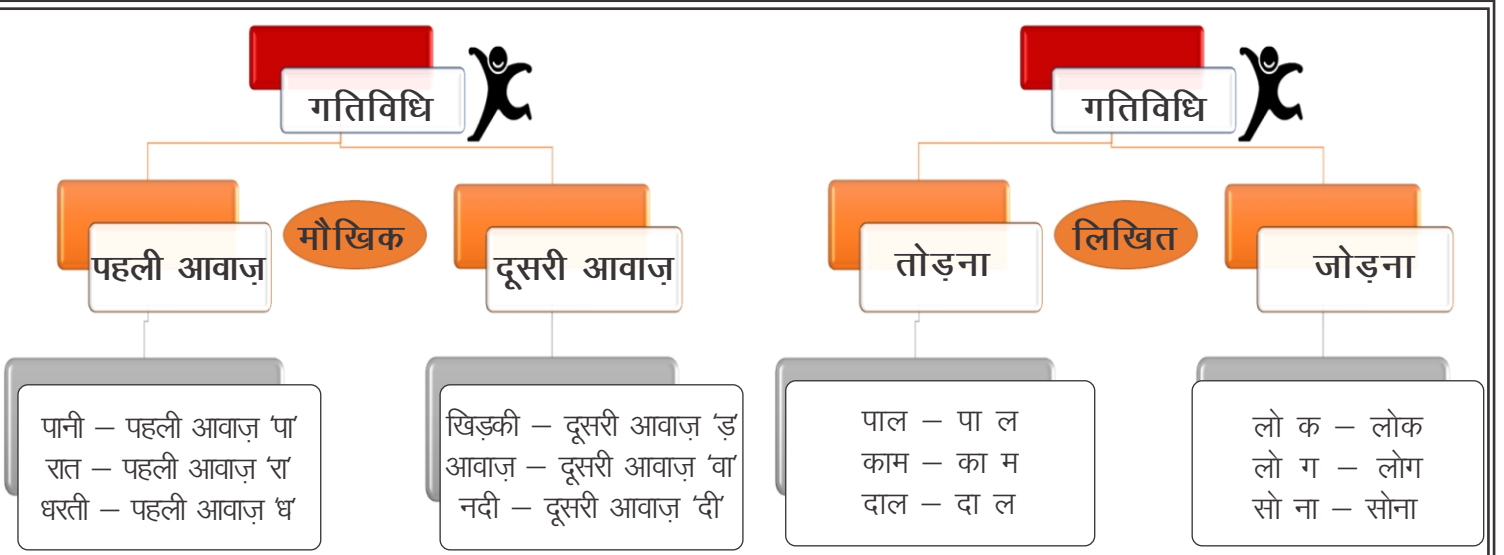 गतिविधि
मौखिक
पहली आवाज़
दूसरी आवाज़
पानी – पहली आवाज़ 'पा'
रात – पहली आवाज़ 'रा'
धरती – पहली आवाज़ 'ध'
खिड़की – दूसरी आवाज़ 'ड़'
आवाज़ – दूसरी आवाज़ 'वा'
नदी – दूसरी आवाज़ 'दी'
गतिविधि
लिखित
तोड़ना
जोड़ना
पाल – पा ल
काम – का म
दाल – दा ल
लो क – लोक
लो ग – लोग
सो ना – सोना